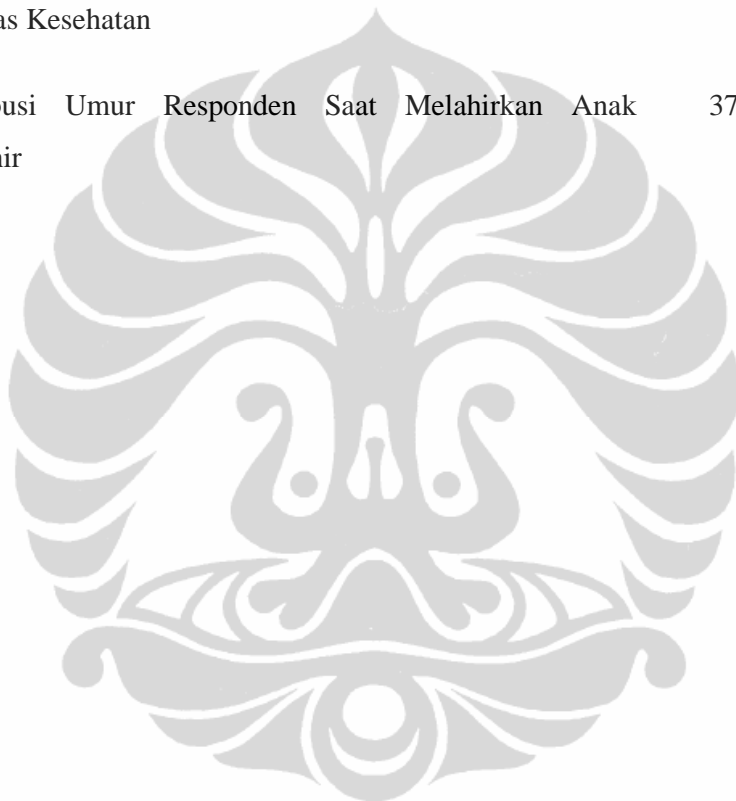 as Kesehatan
busi Umur Responden Saat Melahirkan Anak 37
hir